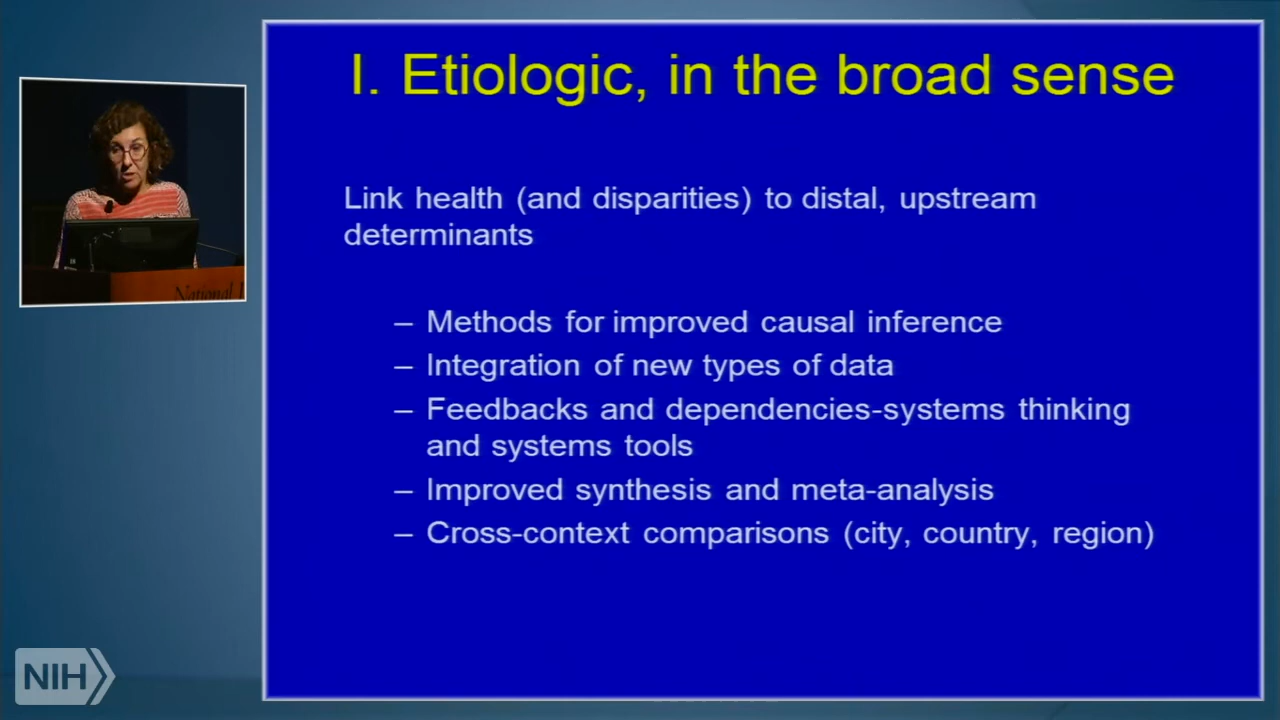 I. Etiologic, in the broad sense
Link health (and disparities) to distal, upstream
determinants
– Methods for improved causal inference
– Integration of new types of data
– Feedbacks and dependencies-systems thinking
and systems tools
– Improved synthesis and meta-analysis
– Cross-context comparisons (city, country, region)
National
NIH